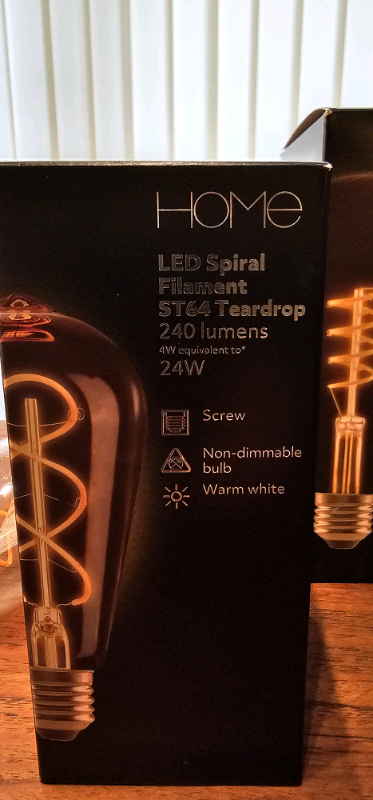 HOME
LED Spiral
Filament
ST64 Teardrop
240 lumens
4W equivalent to*
24W
Screw
Non-dimmable
bulb
Warm white